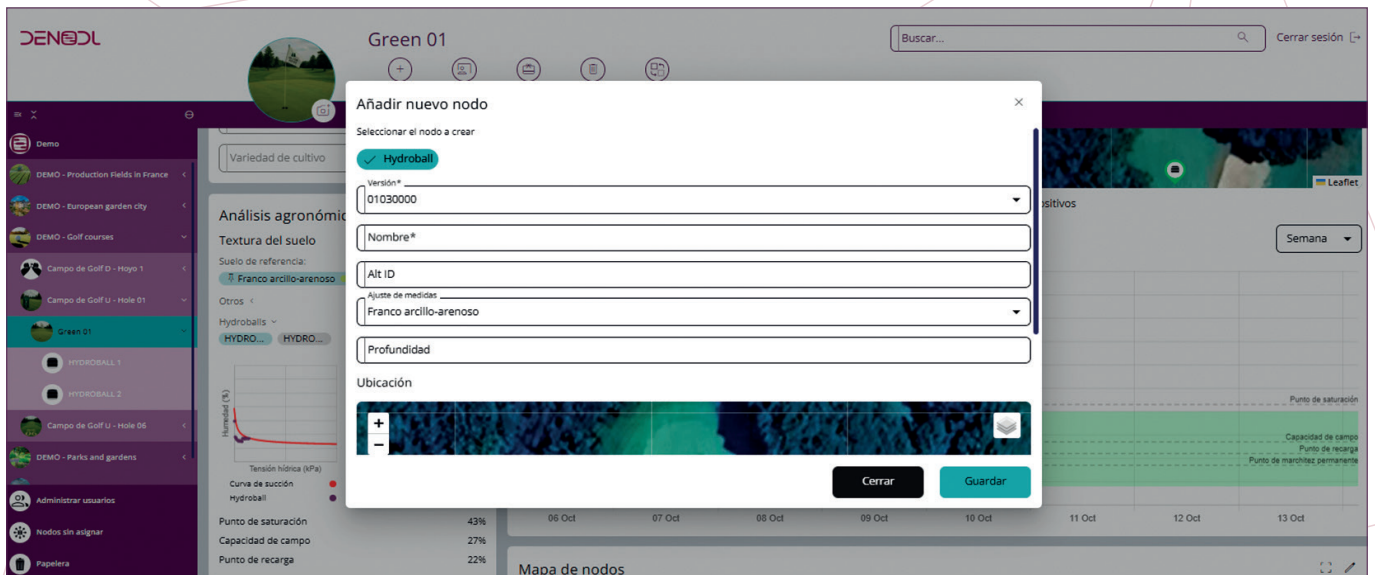 DENODL
Green 01
Buscar...
Cerrar sesión
Demo
DEMO - Production Fields in France
DEMO - European garden city
DEMO - Golf courses
Campo de Golf D - Hoyo 1
Campo de Golf U - Hole 01
Green 01
HYDROBALL 1
HYDROBALL 2
Campo de Golf U - Hole 06
DEMO - Parks and gardens
Administrar usuarios
Nodos sin asignar
Papelera
Variedad de cultivo
Textura del suelo
Suelo de referencia:
Franco arcillo-arenoso
Otros
Hydroballs
HYDRO... HYDRO...
Humedad (%)
Tensión hídrica (kPa)
Curva de succión
Hydroball
Punto de saturación 43%
Capacidad de campo 27%
Punto de recarga 22%
Añadir nuevo nodo
Seleccionar el nodo a crear
Hydroball
Versión*
01030000
Nombre*
Alt ID
Ajuste de medidas
Franco arcillo-arenoso
Profundidad
Ubicación
+
−
Cerrar Guardar
Leaflet
Semana
Punto de saturación
Capacidad de campo
Punto de recarga
Punto de marchitez permanente
06 Oct 07 Oct 08 Oct 09 Oct 10 Oct 11 Oct 12 Oct 13 Oct
Mapa de nodos